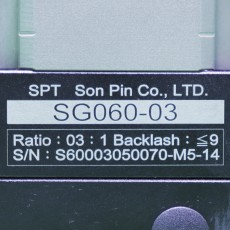 SPT Son Pin Co., LTD.
SG060-03
Ratio : 03 : 1 Backlash : ≦9
S/N : S60003050070-M5-14